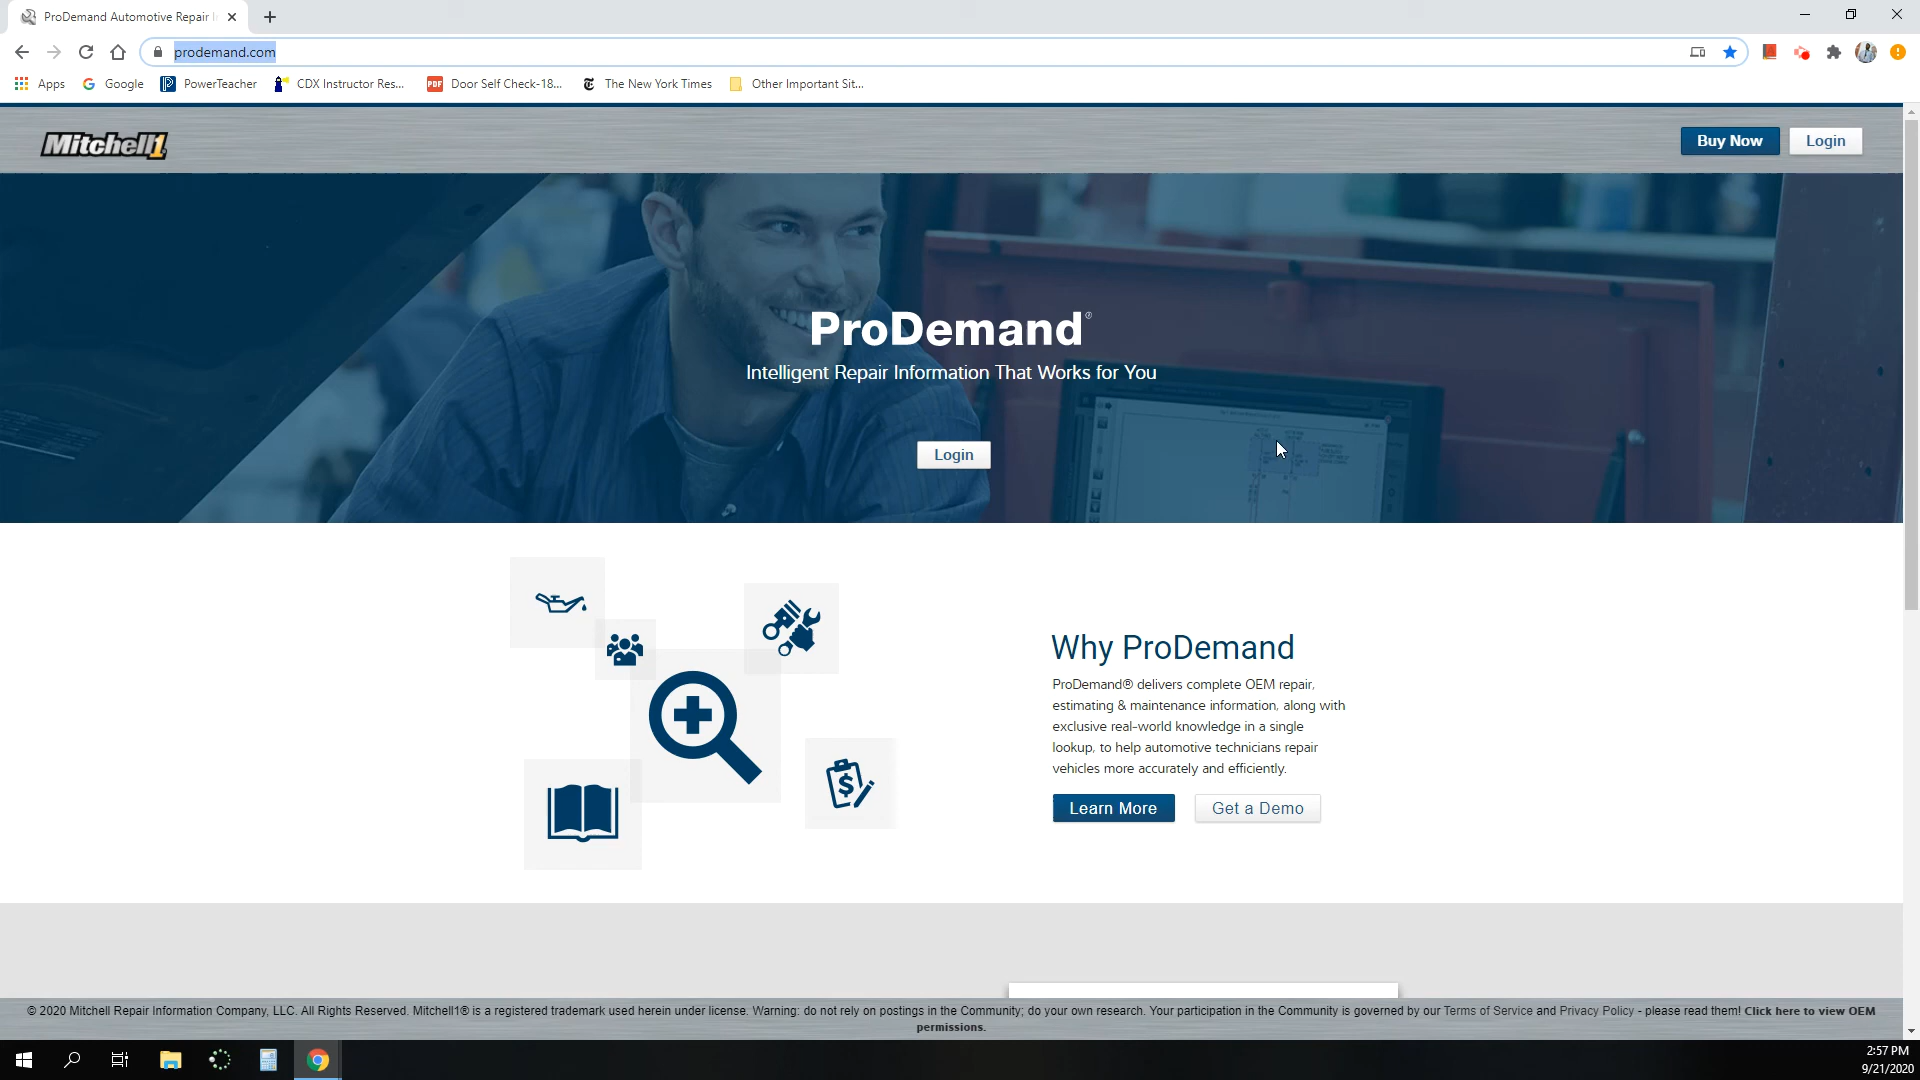 ProDemand Automotive Repair I
prodemand.com
Apps Google PowerTeacher CDX Instructor Res... PDF Door Self Check-18... The New York Times Other Important Sit...
Mitchell1
Buy Now Login
ProDemand®
Intelligent Repair Information That Works for You
Login
Why ProDemand
ProDemand® delivers complete OEM repair,
estimating & maintenance information, along with
exclusive real-world knowledge in a single
lookup, to help automotive technicians repair
vehicles more accurately and efficiently.
Learn More Get a Demo
© 2020 Mitchell Repair Information Company, LLC. All Rights Reserved. Mitchell1® is a registered trademark used herein under license. Warning: do not rely on postings in the Community; do your own research. Your participation in the Community is governed by our Terms of Service and Privacy Policy - please read them! Click here to view OEM
permissions.
2:57 PM
9/21/2020